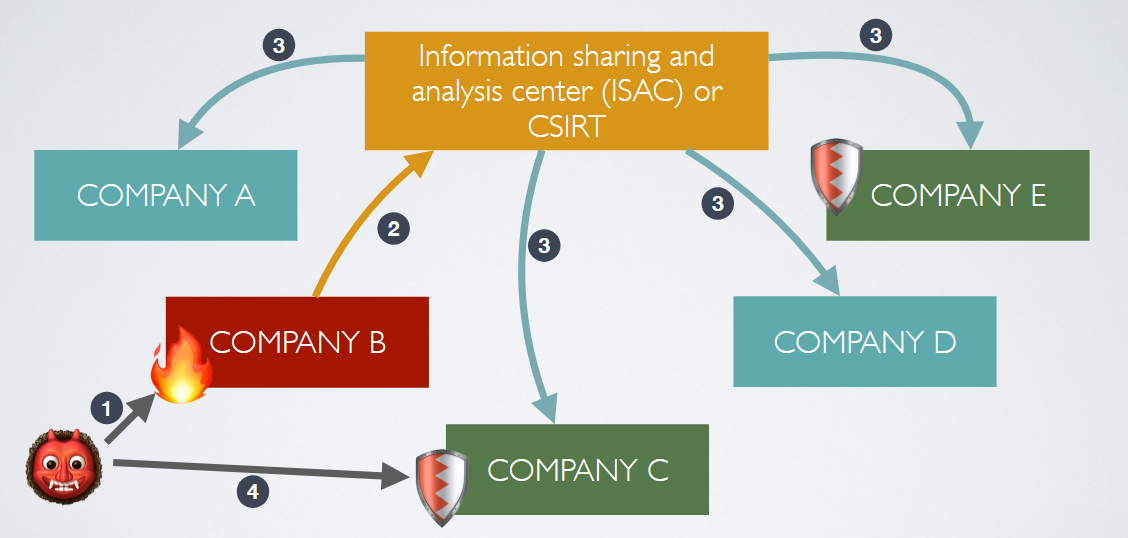 3
3
Information sharing and
analysis center (ISAC) or
CSIRT
COMPANY A
COMPANY E
3
2
3
COMPANY B
COMPANY D
1
COMPANY C
4